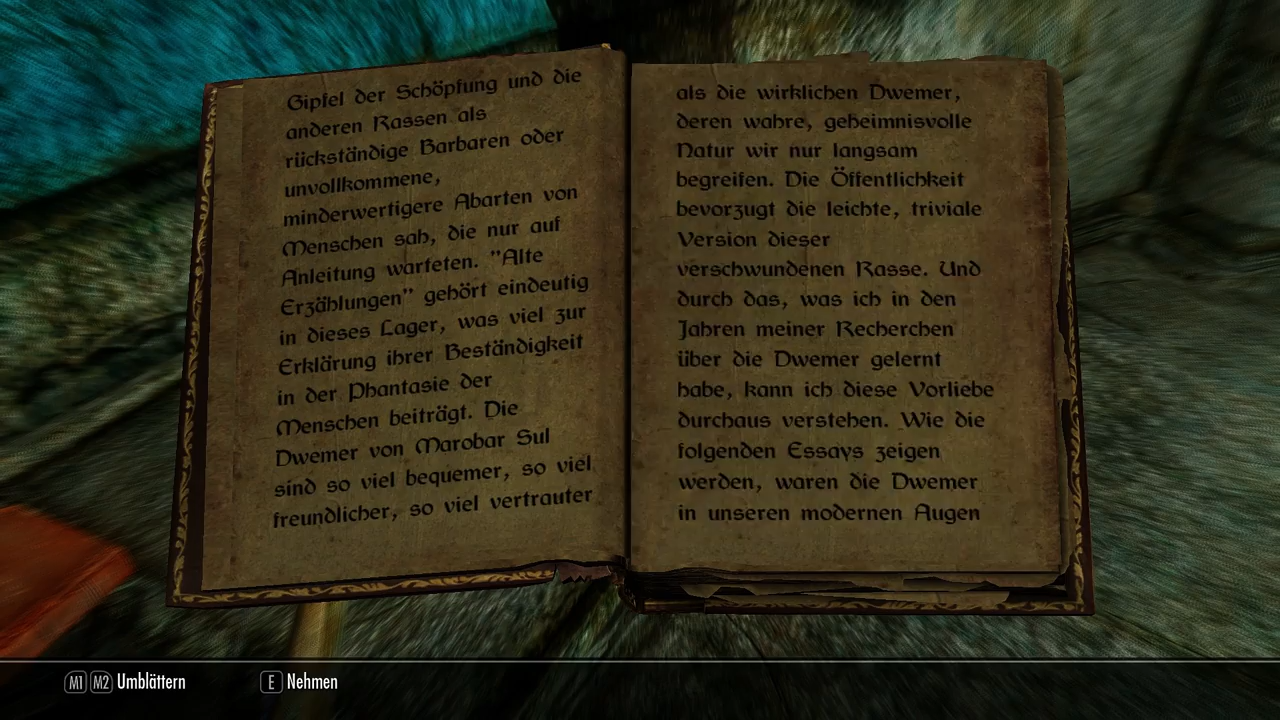 Gipfel der Schöpfung und die
anderen Rassen als
rückständige Barbaren oder
unvollkommene,
minderwertigere Abarten von
Menschen sah, die nur auf
Anleitung warteten. "Alte
Erzählungen" gehört eindeutig
in dieses Lager, was viel zur
Erklärung ihrer Beständigkeit
in der Phantasie der
Menschen beiträgt. Die
Dwemer von Marobar Sul
sind so viel bequemer, so viel
freundlicher, so viel vertrauter
als die wirklichen Dwemer,
deren wahre, geheimnisvolle
Natur wir nur langsam
begreifen. Die Öffentlichkeit
bevorzugt die leichte, triviale
Version dieser
verschwundenen Rasse. Und
durch das, was ich in den
Jahren meiner Recherchen
über die Dwemer gelernt
habe, kann ich diese Vorliebe
durchaus verstehen. Wie die
folgenden Essays zeigen
werden, waren die Dwemer
in unseren modernen Augen
M1 M2 Umblättern
E Nehmen